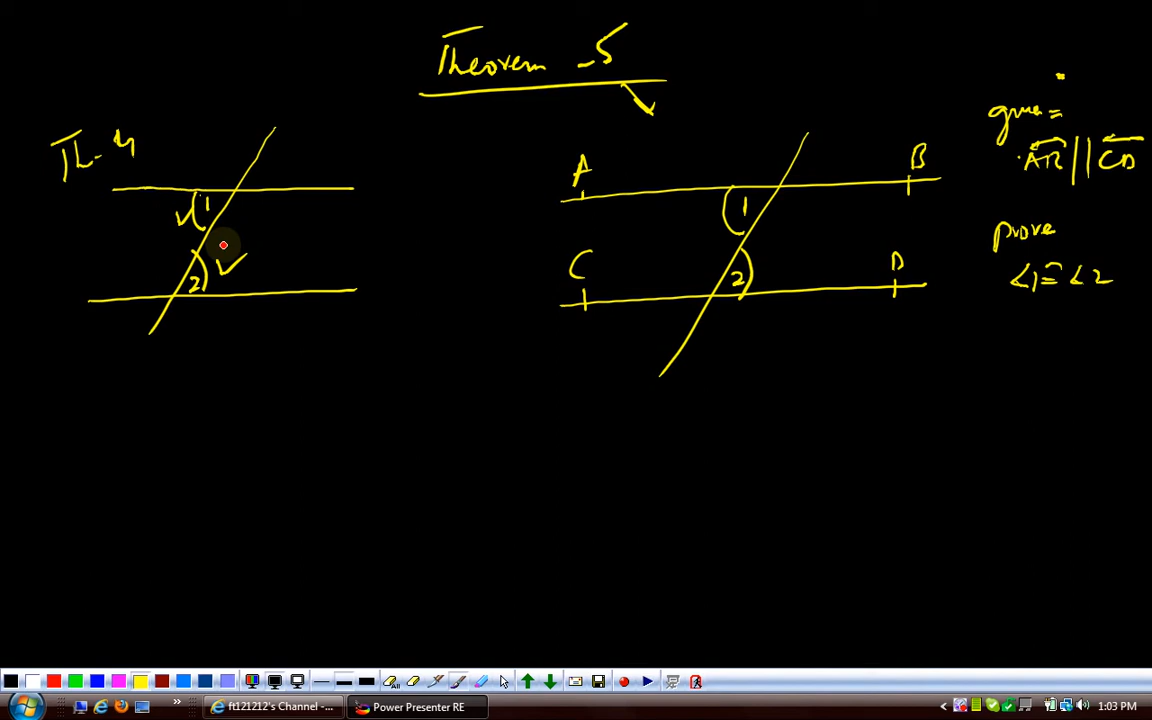 Theorem - 5
Th - 4
1
2
A
B
1
C
D
2
given =
AB || CD
prove
<1 ≅ <2
ft121212's Channel -...
Power Presenter RE
1:03 PM